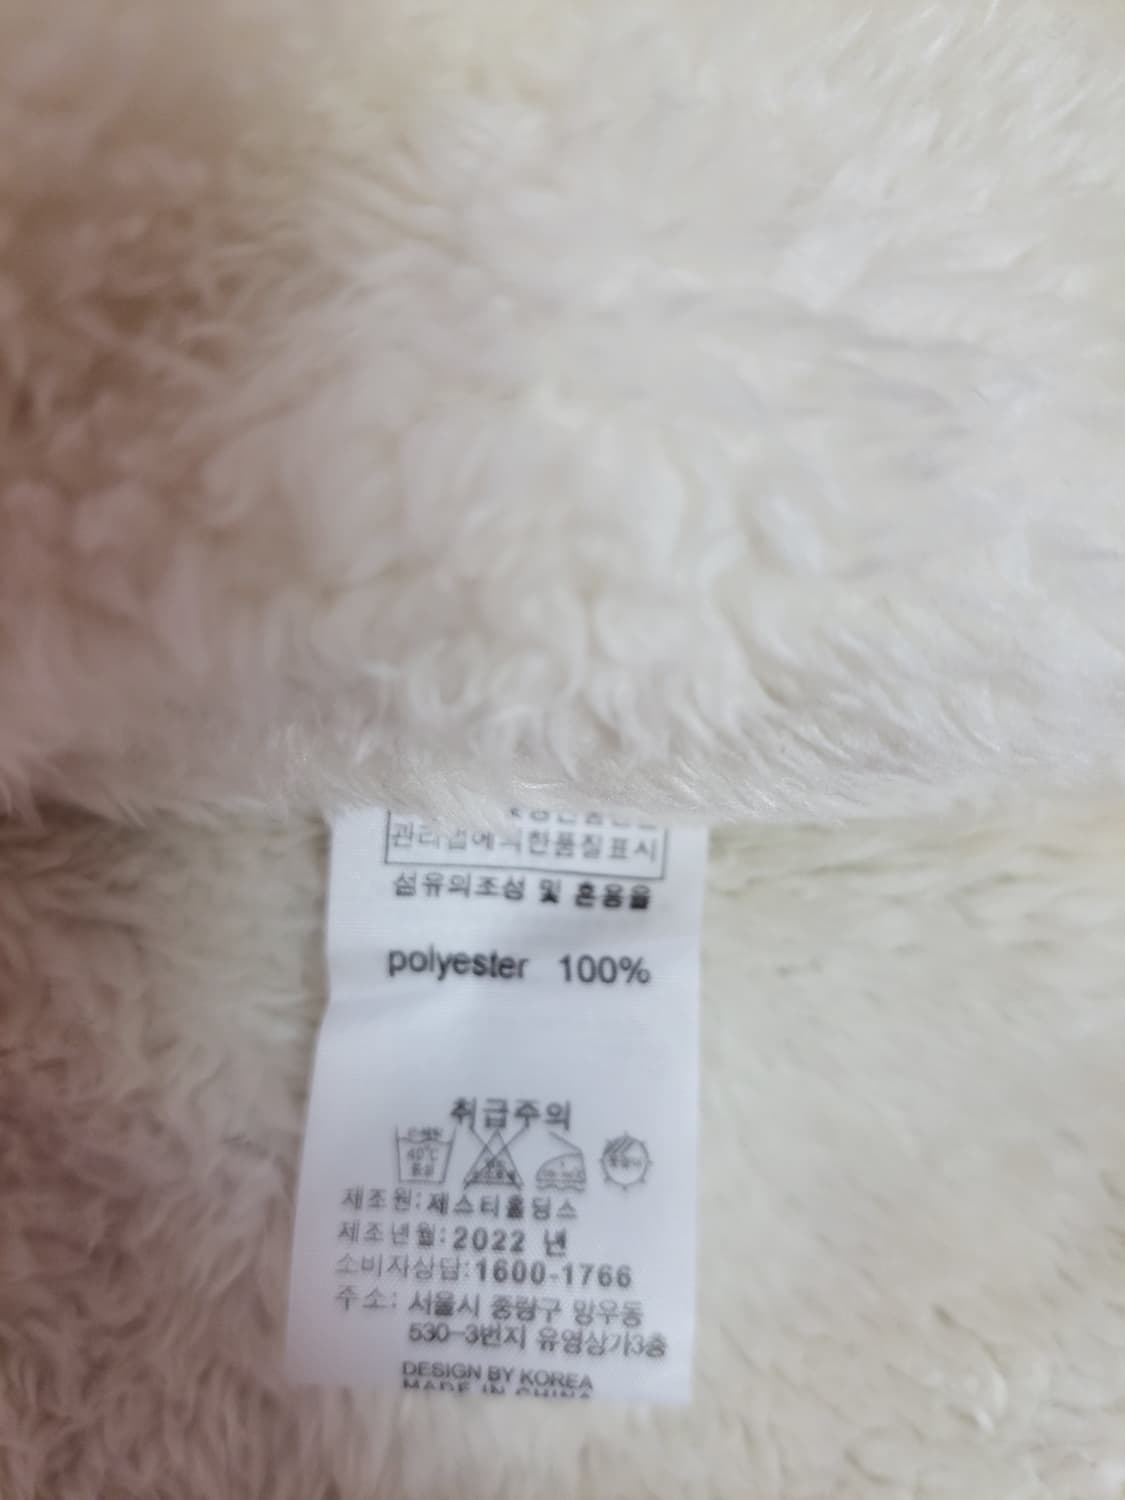 관리법에의한품질표시
섬유의조성 및 혼용율
polyester 100%
취급주의
40℃
제조원:제스티홀딩스
제조년월:2022 년
소비자상담:1600-1766
주소: 서울시 중랑구 망우동
530-3번지 유영상가3층
DESIGN BY KOREA
MADE IN CHINA